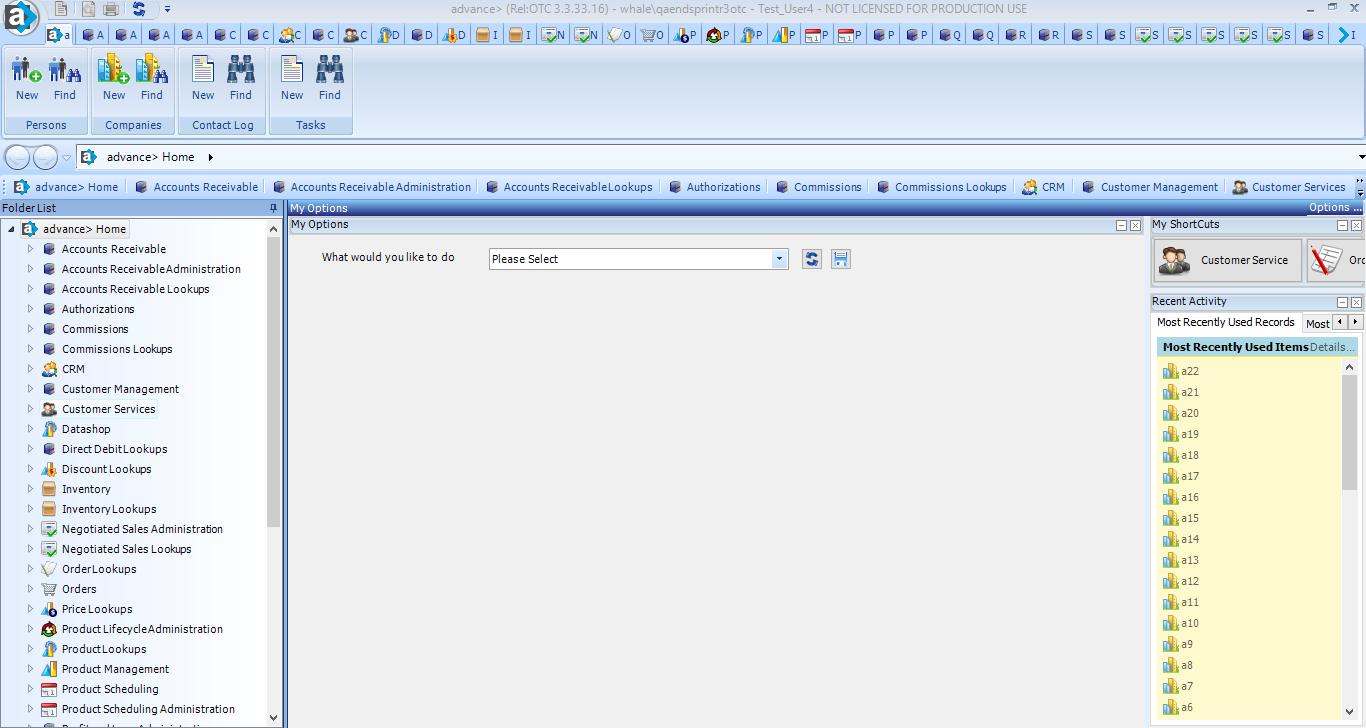 advance> (Rel:OTC 3.3.33.16) - whale\qaendsprintr3otc - Test_User4 - NOT LICENSED FOR PRODUCTION USE
a A A A A C C C C C D D D I I N N O O P P P P P P P P Q Q R R S S S S S S S S I
New Find New Find New Find New Find
Persons Companies Contact Log Tasks
advance> Home
advance> Home Accounts Receivable Accounts Receivable Administration Accounts Receivable Lookups Authorizations Commissions Commissions Lookups CRM Customer Management Customer Services
Folder List
advance> Home
Accounts Receivable
Accounts Receivable Administration
Accounts Receivable Lookups
Authorizations
Commissions
Commissions Lookups
CRM
Customer Management
Customer Services
Datashop
Direct Debit Lookups
Discount Lookups
Inventory
Inventory Lookups
Negotiated Sales Administration
Negotiated Sales Lookups
Order Lookups
Orders
Price Lookups
Product Lifecycle Administration
Product Lookups
Product Management
Product Scheduling
Product Scheduling Administration
My Options Options ...
My Options
What would you like to do Please Select
My ShortCuts
Customer Service Orc
Recent Activity
Most Recently Used Records Most
Most Recently Used Items Details...
a22
a21
a20
a19
a18
a17
a16
a15
a14
a13
a12
a11
a10
a9
a8
a7
a6